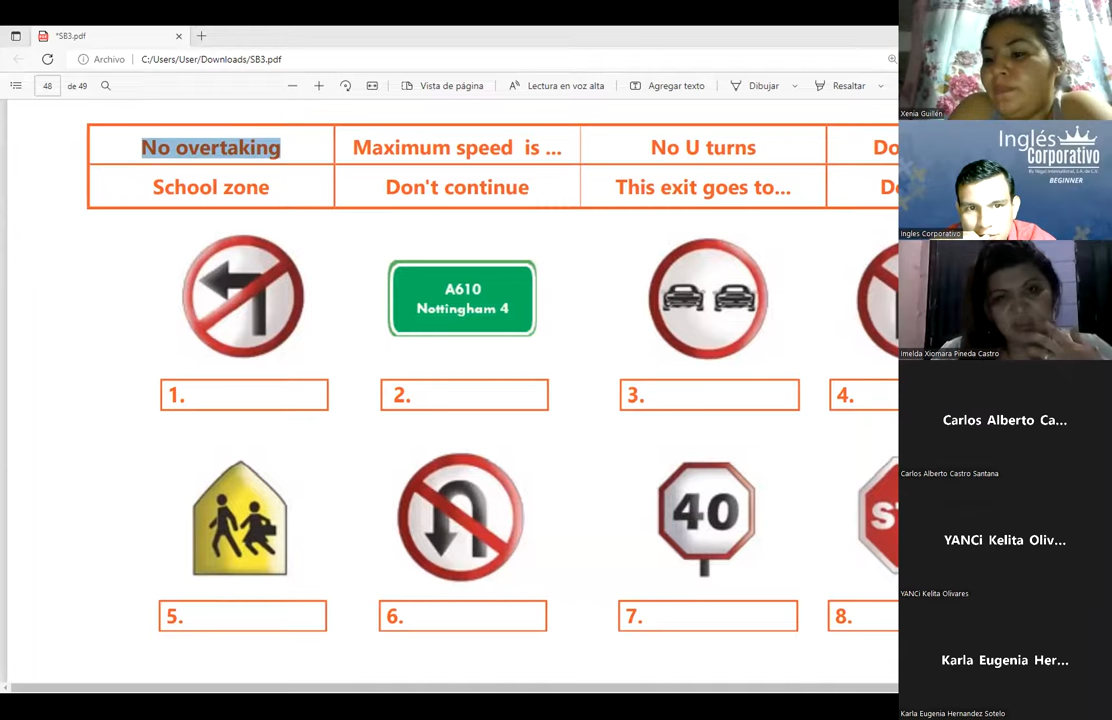 *SB3.pdf
Archivo
C:/Users/User/Downloads/SB3.pdf
48
de 49
Vista de página
Lectura en voz alta
Agregar texto
Dibujar
Resaltar
No overtaking
Maximum speed is ...
No U turns
School zone
Don't continue
This exit goes to...
A610
Nottingham 4
1.
2.
3.
4.
40
5.
6.
7.
8.
Xenia Guillén
Inglés
Corporativo
By Vegal International, S.A. de C.V.
BEGINNER
Ingles Corporativo
Imelda Xiomara Pineda Castro
Carlos Alberto Ca...
Carlos Alberto Castro Santana
YANCi Kelita Oliv...
YANCi Kelita Olivares
Karla Eugenia Her...
Karla Eugenia Hernandez Sotelo